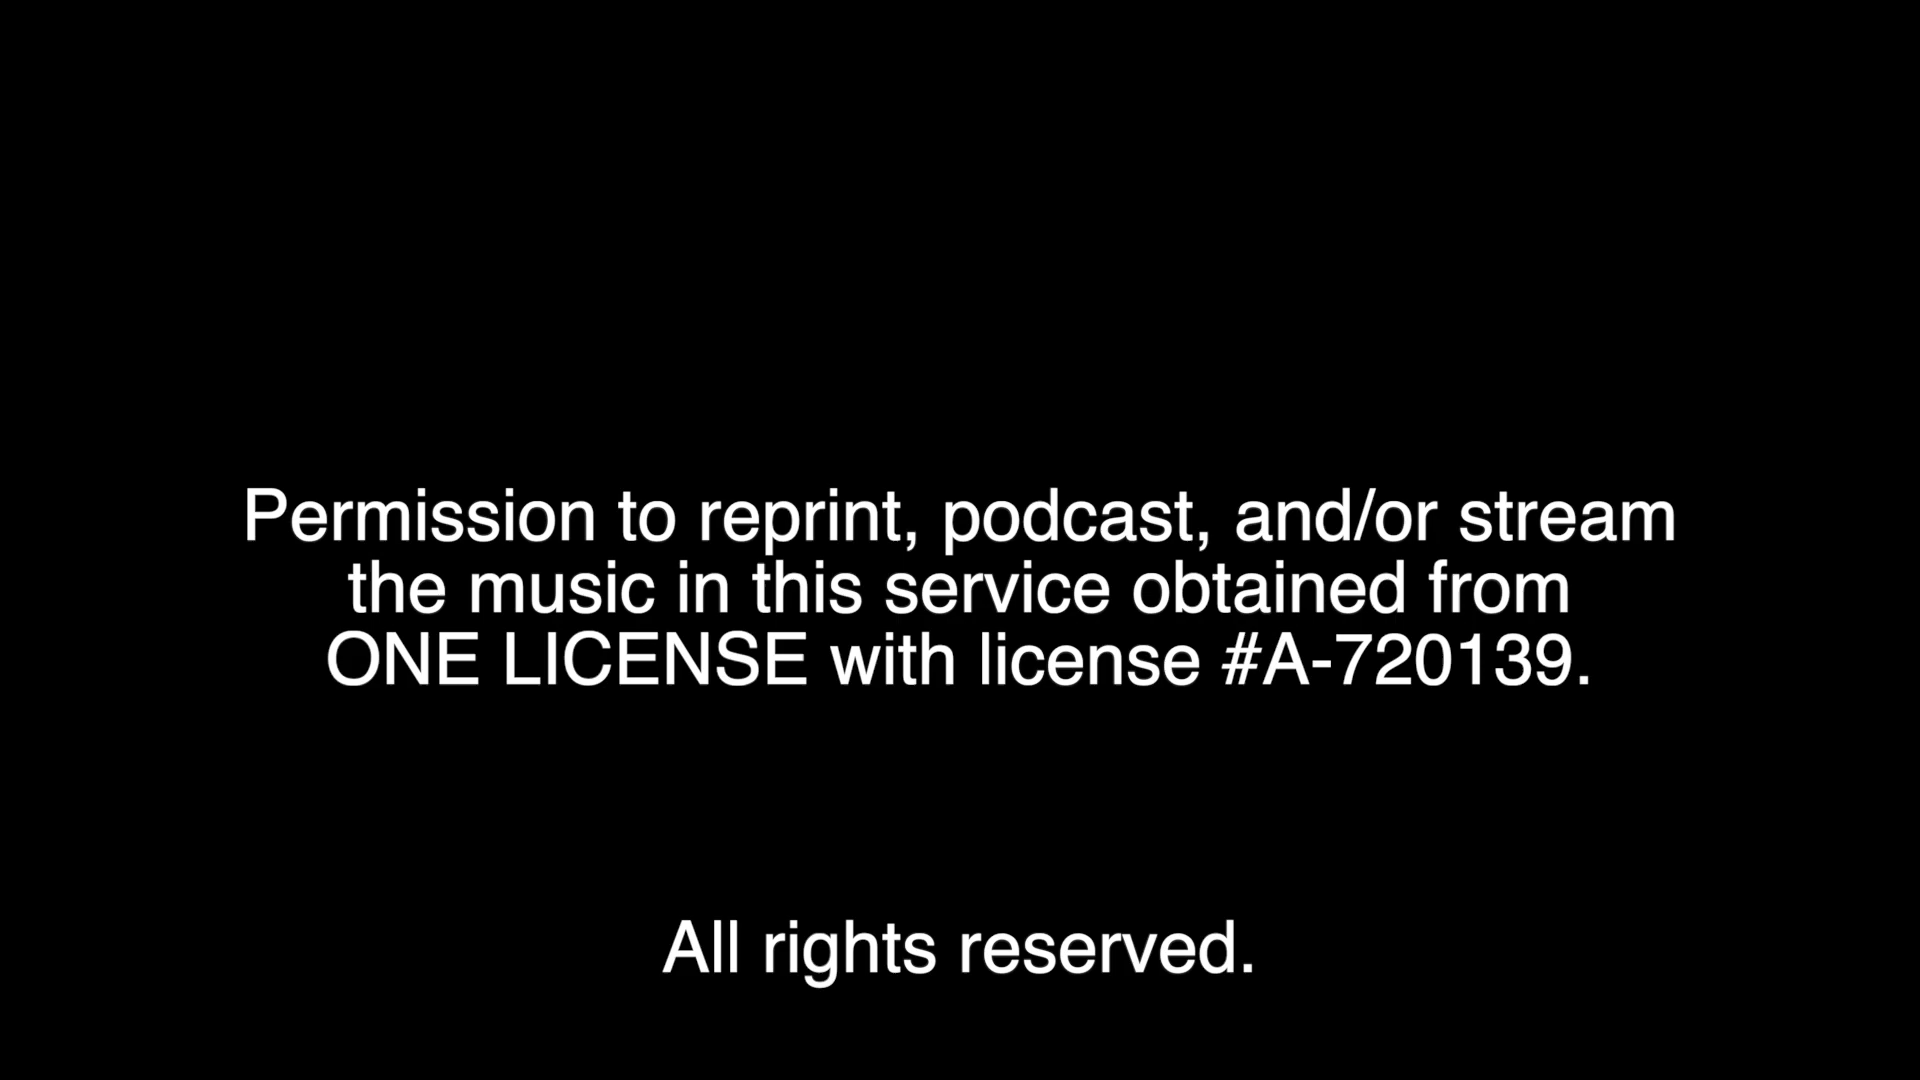 Permission to reprint, podcast, and/or stream
the music in this service obtained from
ONE LICENSE with license #A-720139.
All rights reserved.